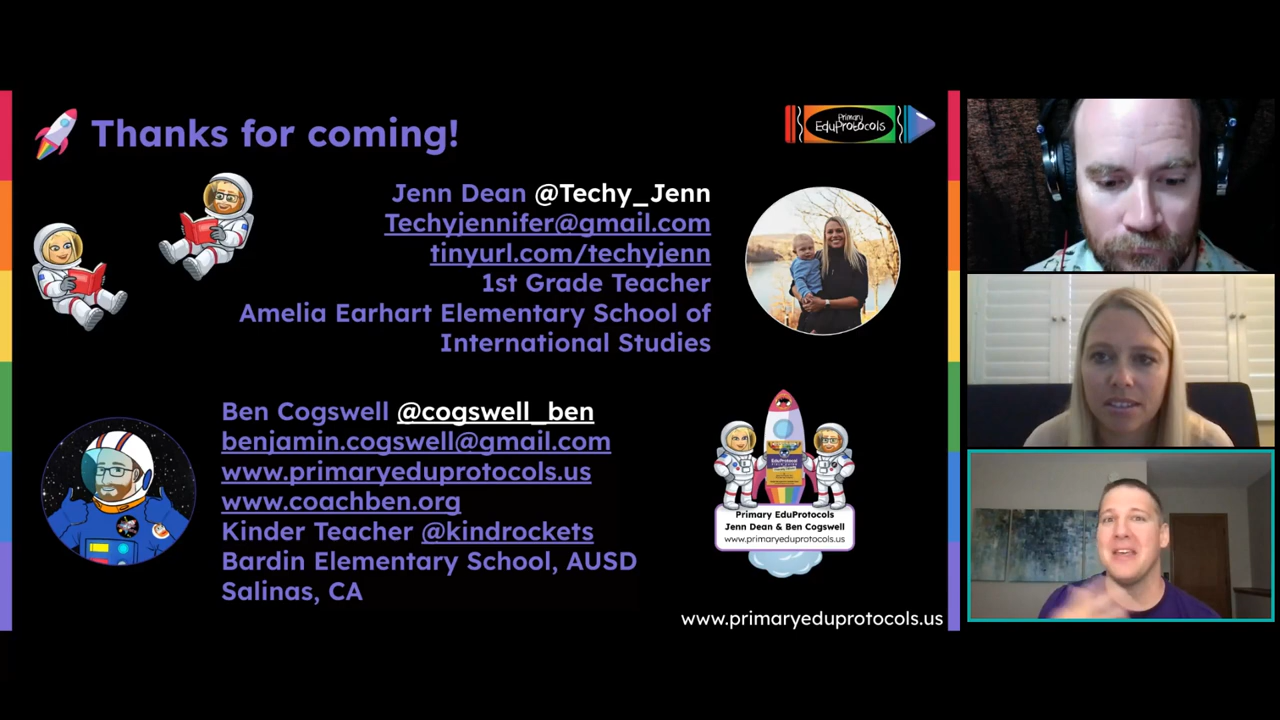 Thanks for coming!
Primary
EduProtocols
Jenn Dean @Techy_Jenn
Techyjennifer@gmail.com
tinyurl.com/techyjenn
1st Grade Teacher
Amelia Earhart Elementary School of
International Studies
Ben Cogswell @cogswell_ben
benjamin.cogswell@gmail.com
www.primaryeduprotocols.us
www.coachben.org
Kinder Teacher @kindrockets
Bardin Elementary School, AUSD
Salinas, CA
Primary EduProtocols
Jenn Dean & Ben Cogswell
www.primaryeduprotocols.us
www.primaryeduprotocols.us